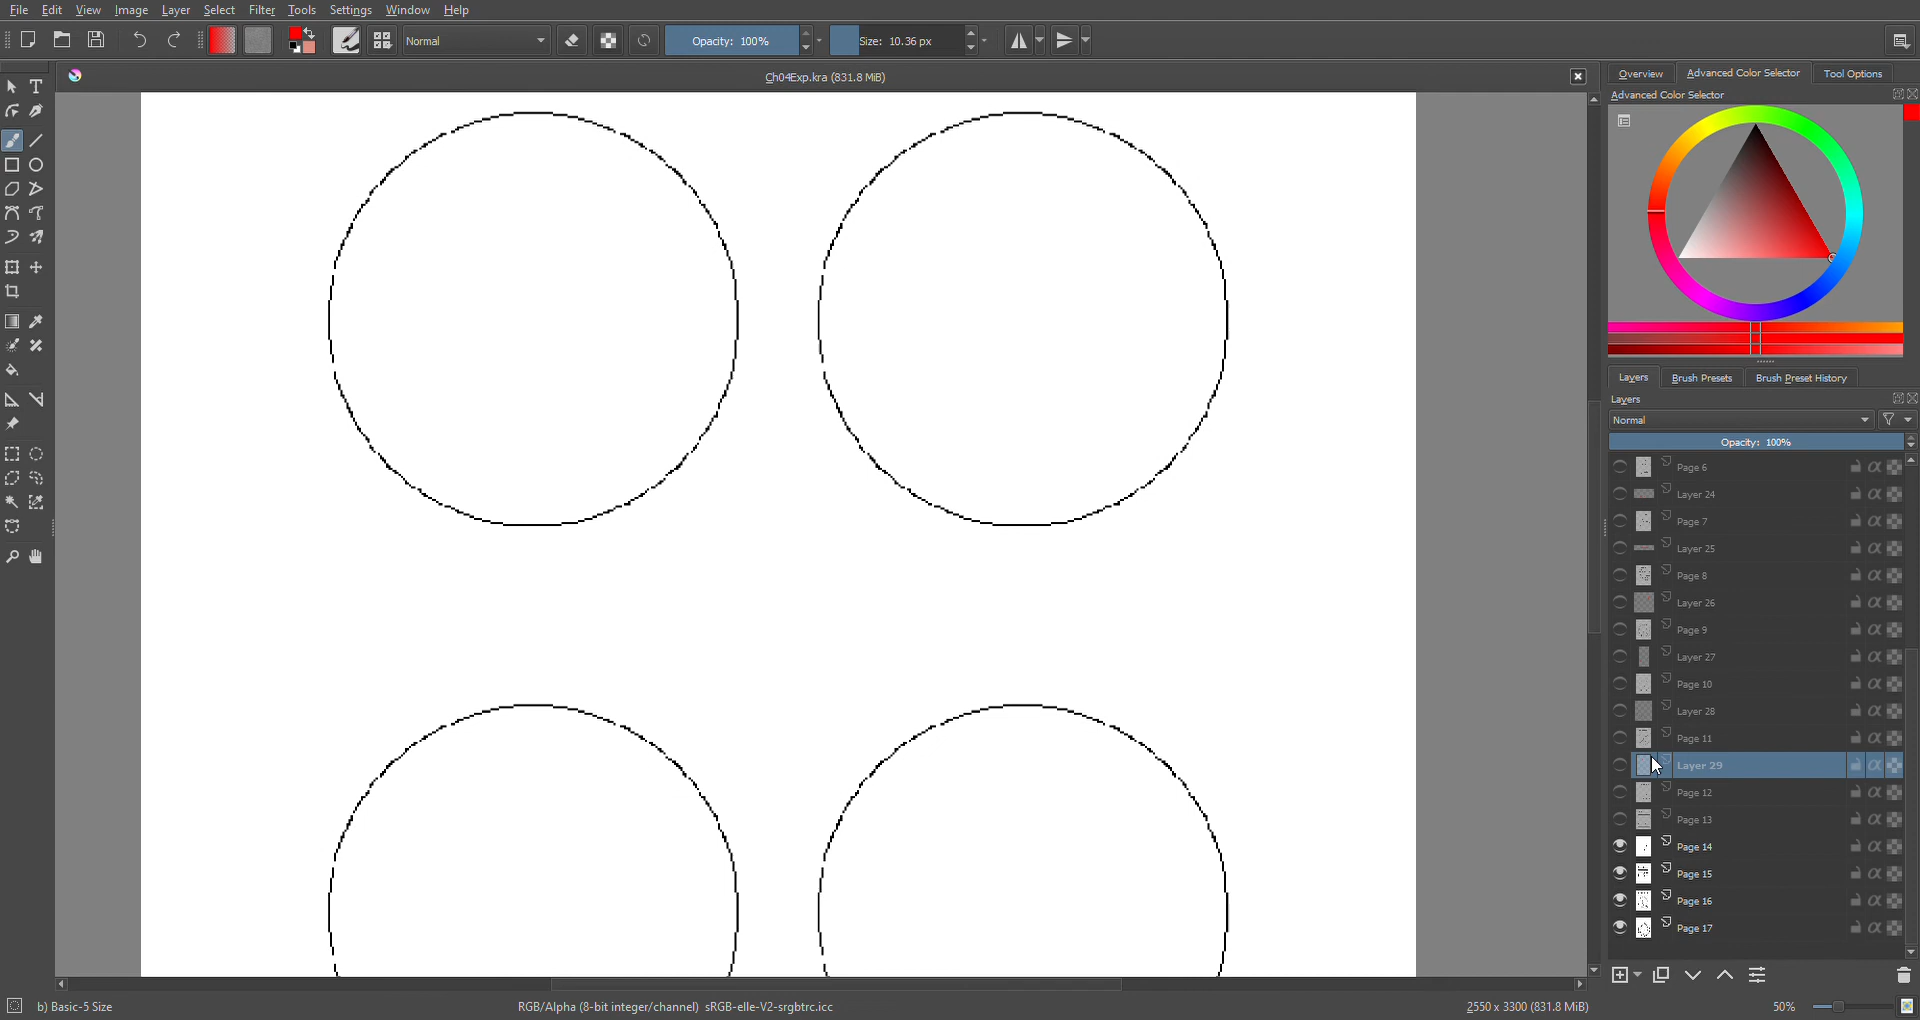 File Edit View Image Layer Select Filter Tools Settings Window Help
Normal
Opacity: 100%
Size: 10.36 px
Ch04Exp.kra (831.8 MiB)
Overview
Advanced Color Selector
Tool Options
Advanced Color Selector
Layers
Brush Presets
Brush Preset History
Layers
Normal
Opacity: 100%
Page 6
Layer 24
Page 7
Layer 25
Page 8
Layer 26
Page 9
Layer 27
Page 10
Layer 28
Page 11
Layer 29
Page 12
Page 13
Page 14
Page 15
Page 16
Page 17
b) Basic-5 Size
RGB/Alpha (8-bit integer/channel) sRGB-elle-V2-srgbtrc.icc
2550 x 3300 (831.8 MiB)
50%